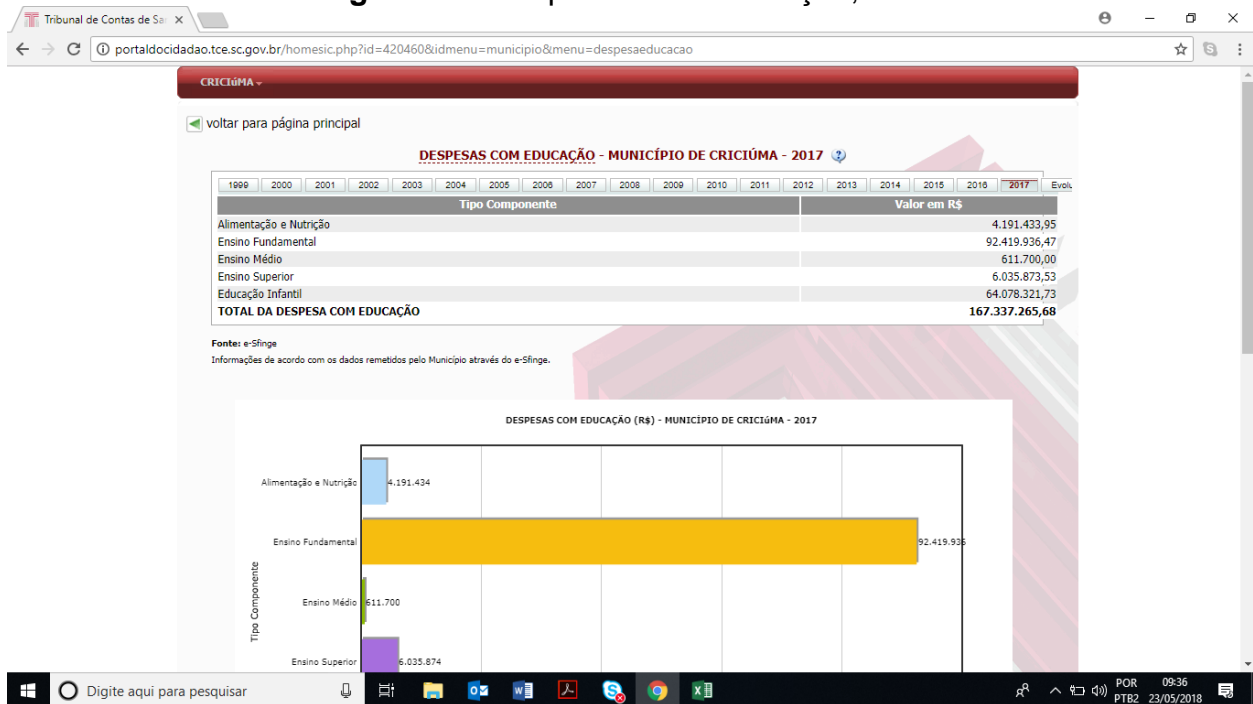 Tribunal de Contas de Sa
portaldocidadao.tce.sc.gov.br/homesic.php?id=420460&idmenu=municipio&menu=despesaeducacao
CRICIúMA
voltar para página principal
DESPESAS COM EDUCAÇÃO - MUNICÍPIO DE CRICIÚMA - 2017
1999 2000 2001 2002 2003 2004 2005 2006 2007 2008 2009 2010 2011 2012 2013 2014 2015 2016 2017 Evolu
Tipo Componente Valor em R$
Alimentação e Nutrição 4.191.433,95
Ensino Fundamental 92.419.936,47
Ensino Médio 611.700,00
Ensino Superior 6.035.873,53
Educação Infantil 64.078.321,73
TOTAL DA DESPESA COM EDUCAÇÃO 167.337.265,68
Fonte: e-Sfinge
Informações de acordo com os dados remetidos pelo Município através do e-Sfinge.
DESPESAS COM EDUCAÇÃO (R$) - MUNICÍPIO DE CRICIúMA - 2017
Alimentação e Nutrição 4.191.434
Ensino Fundamental 92.419.936
Tipo Componente
Ensino Médio 611.700
Ensino Superior 6.035.874
Digite aqui para pesquisar
POR 09:36
PTB2 23/05/2018